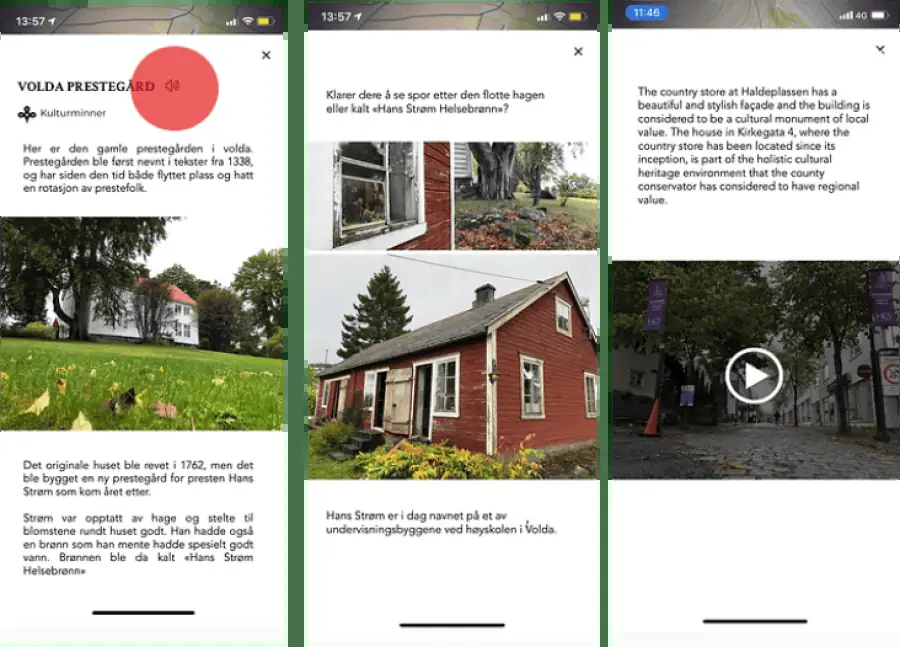 13:57
VOLDA PRESTEGÅRD
Kulturminner
Her er den gamle prestegården i volda.
Prestegården ble først nevnt i tekster fra 1338,
og har siden den tid både flyttet plass og hatt
en rotasjon av prestefolk.
Det originale huset ble revet i 1762, men det
ble bygget en ny prestegård for presten Hans
Strøm som kom året etter.
Strøm var opptatt av hage og stelte til
blomstene rundt huset godt. Han hadde også
en brønn som han mente hadde spesielt godt
vann. Brønnen ble da kalt «Hans Strøm
Helsebrønn»
13:57
Klarer dere å se spor etter den flotte hagen
eller kalt «Hans Strøm Helsebrønn»?
Hans Strøm er i dag navnet på et av
undervisningsbyggene ved høyskolen i Volda.
11:46
4G
The country store at Haldeplassen has a
beautiful and stylish façade and the building is
considered to be a cultural monument of local
value. The house in Kirkegata 4, where the
country store has been located since its
inception, is part of the holistic cultural
heritage environment that the county
conservator has considered to have regional
value.